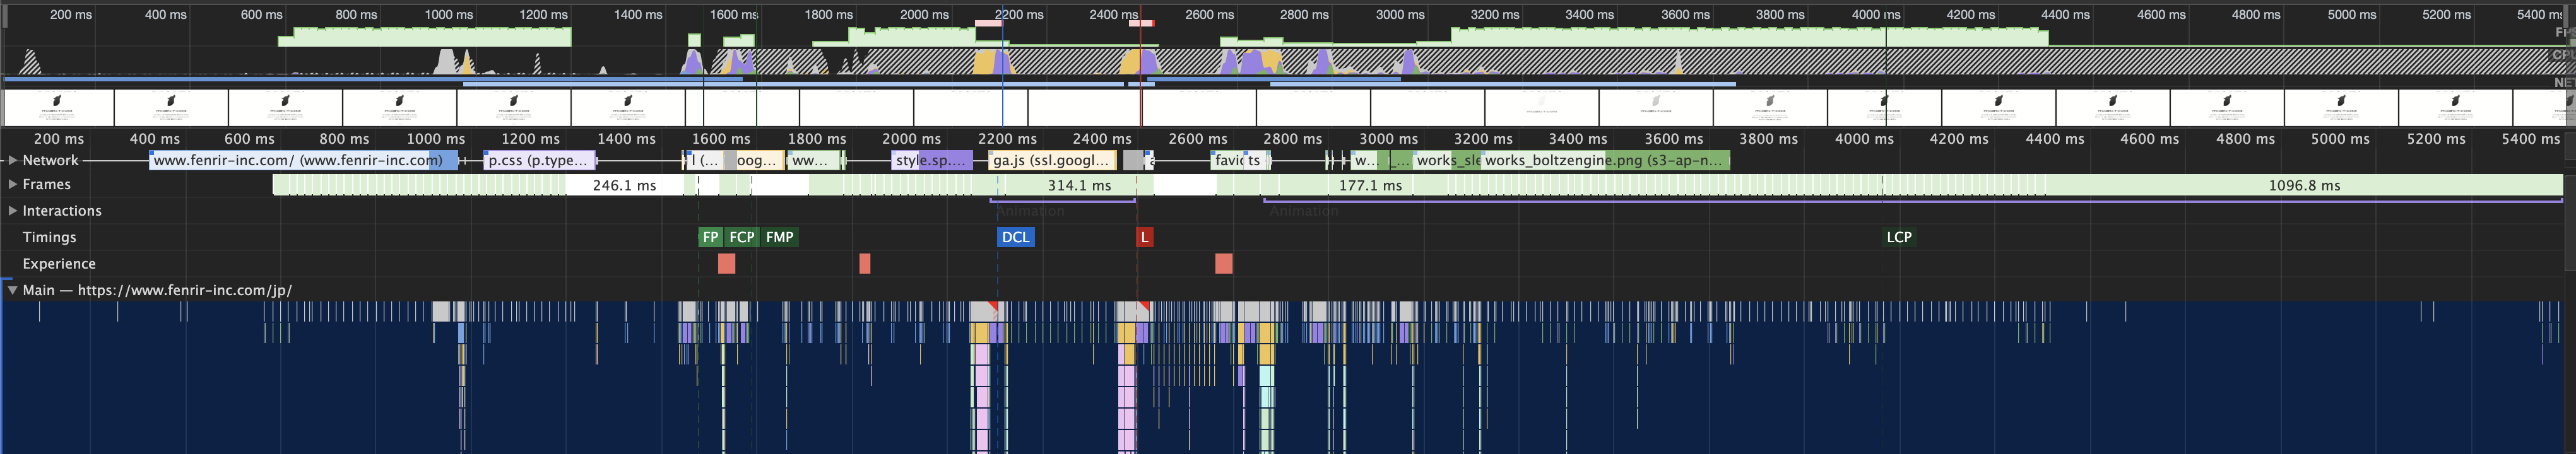 200 ms 400 ms 600 ms 800 ms 1000 ms 1200 ms 1400 ms 1600 ms 1800 ms 2000 ms 2200 ms 2400 ms 2600 ms 2800 ms 3000 ms 3200 ms 3400 ms 3600 ms 3800 ms 4000 ms 4200 ms 4400 ms 4600 ms 4800 ms 5000 ms 5200 ms 5400 ms
200 ms 400 ms 600 ms 800 ms 1000 ms 1200 ms 1400 ms 1600 ms 1800 ms 2000 ms 2200 ms 2400 ms 2600 ms 2800 ms 3000 ms 3200 ms 3400 ms 3600 ms 3800 ms 4000 ms 4200 ms 4400 ms 4600 ms 4800 ms 5000 ms 5200 ms 5400 ms
Network www.fenrir-inc.com/ (www.fenrir-inc.com) p.css (p.type... l (... oog... ww... style.sp... ga.js (ssl.googl... favic ts w... ... works_sle works_boltzengine.png (s3-ap-n...
Frames 246.1 ms 314.1 ms 177.1 ms 1096.8 ms
Interactions Animation Animation
Timings FP FCP FMP DCL L LCP
Experience
Main — https://www.fenrir-inc.com/jp/